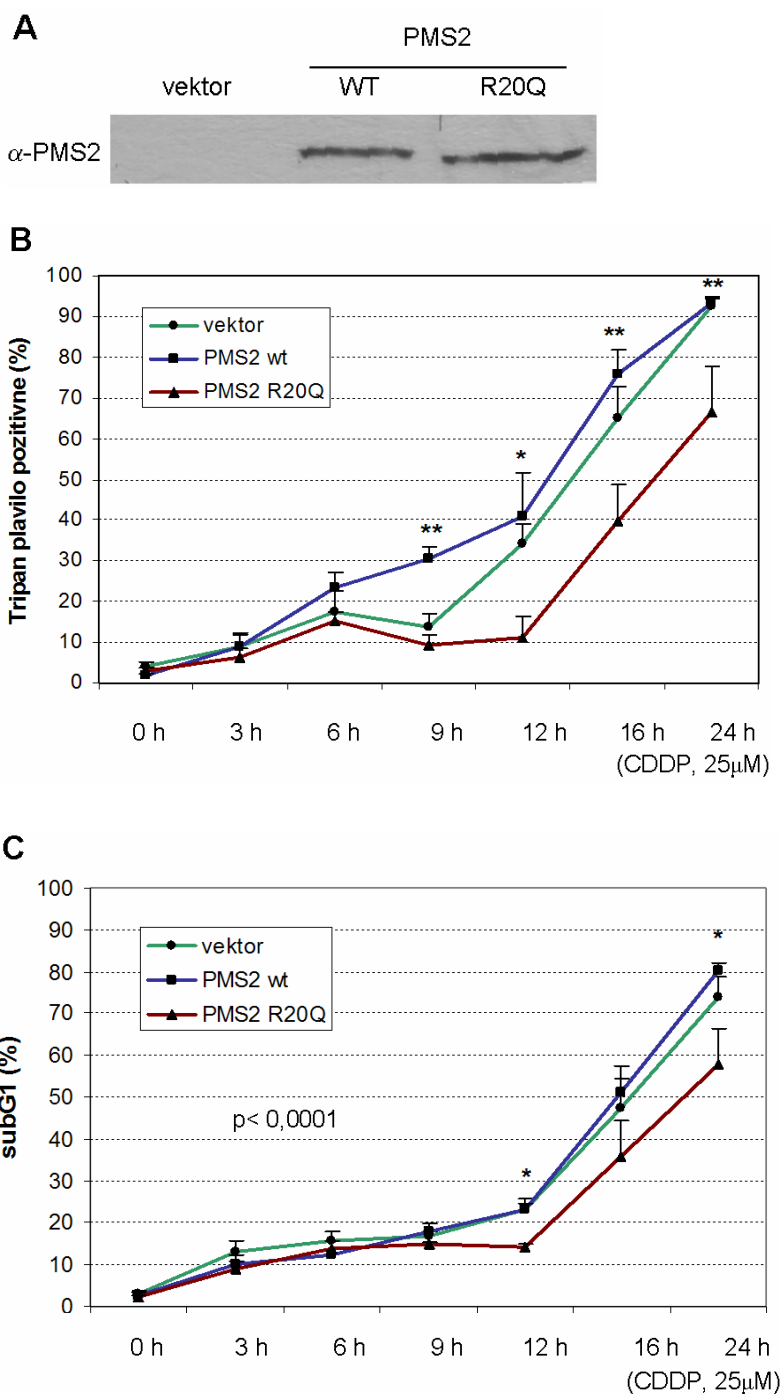 A
PMS2
vektor WT R20Q
α-PMS2
B
100
90
80
70
60
50
40
30
20
10
0
Tripan plavilo pozitivne (%)
vektor
PMS2 wt
PMS2 R20Q
**
*
**
**
0 h 3 h 6 h 9 h 12 h 16 h 24 h
(CDDP, 25μM)
C
100
90
80
70
60
50
40
30
20
10
0
subG1 (%)
vektor
PMS2 wt
PMS2 R20Q
p< 0,0001
*
*
0 h 3 h 6 h 9 h 12 h 16 h 24 h
(CDDP, 25μM)